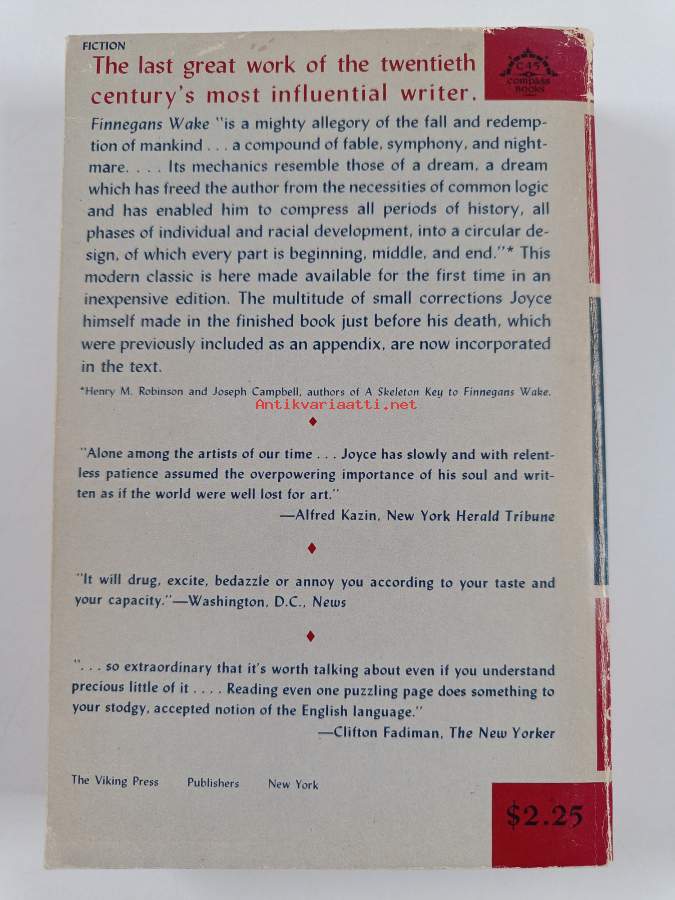 FICTION
The last great work of the twentieth
century's most influential writer.
C45
COMPASS
BOOKS
Finnegans Wake "is a mighty allegory of the fall and redemp-
tion of mankind . . . a compound of fable, symphony, and night-
mare. . . . Its mechanics resemble those of a dream, a dream
which has freed the author from the necessities of common logic
and has enabled him to compress all periods of history, all
phases of individual and racial development, into a circular de-
sign, of which every part is beginning, middle, and end."* This
modern classic is here made available for the first time in an
inexpensive edition. The multitude of small corrections Joyce
himself made in the finished book just before his death, which
were previously included as an appendix, are now incorporated
in the text.
*Henry M. Robinson and Joseph Campbell, authors of A Skeleton Key to Finnegans Wake.
Antikvariaatti.net
"Alone among the artists of our time . . . Joyce has slowly and with relent-
less patience assumed the overpowering importance of his soul and writ-
ten as if the world were well lost for art."
—Alfred Kazin, New York Herald Tribune
"It will drug, excite, bedazzle or annoy you according to your taste and
your capacity."—Washington, D.C., News
". . . so extraordinary that it's worth talking about even if you understand
precious little of it . . . . Reading even one puzzling page does something to
your stodgy, accepted notion of the English language."
—Clifton Fadiman, The New Yorker
The Viking Press Publishers New York
$2.25